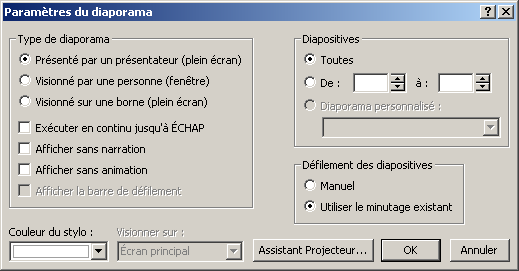 Paramètres du diaporama
Type de diaporama
Présenté par un présentateur (plein écran)
Visionné par une personne (fenêtre)
Visionné sur une borne (plein écran)
Exécuter en continu jusqu'à ÉCHAP
Afficher sans narration
Afficher sans animation
Afficher la barre de défilement
Diapositives
Toutes
De : à :
Diaporama personnalisé :
Défilement des diapositives
Manuel
Utiliser le minutage existant
Couleur du stylo :
Visionner sur :
Écran principal
Assistant Projecteur...
OK
Annuler